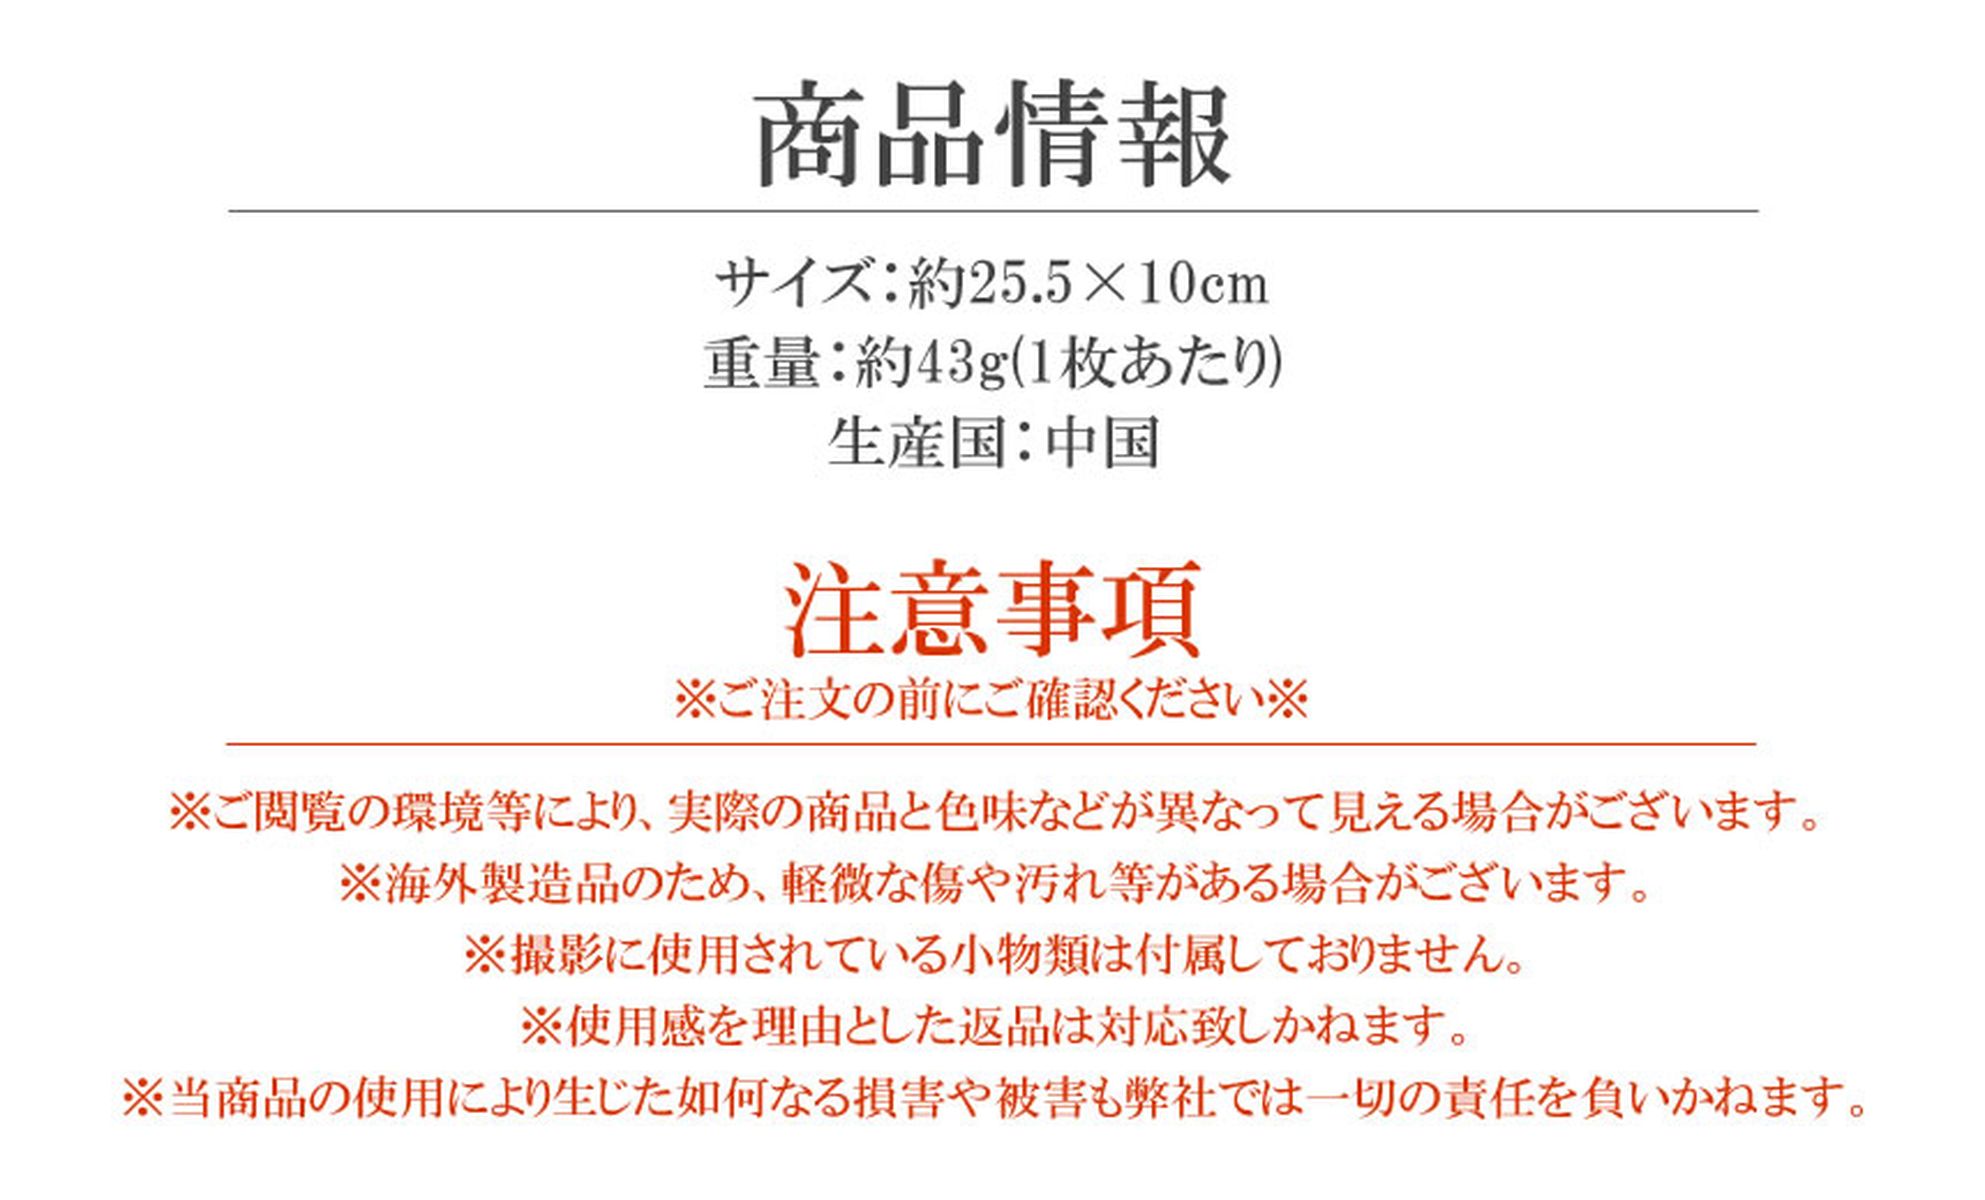 商品情報
サイズ：約25.5×10cm
重量：約43g(1枚あたり)
生産国：中国
注意事項
※ご注文の前にご確認ください※
※ご閲覧の環境等により、実際の商品と色味などが異なって見える場合がございます。
※海外製造品のため、軽微な傷や汚れ等がある場合がございます。
※撮影に使用されている小物類は付属しておりません。
※使用感を理由とした返品は対応致しかねます。
※当商品の使用により生じた如何なる損害や被害も弊社では一切の責任を負いかねます。